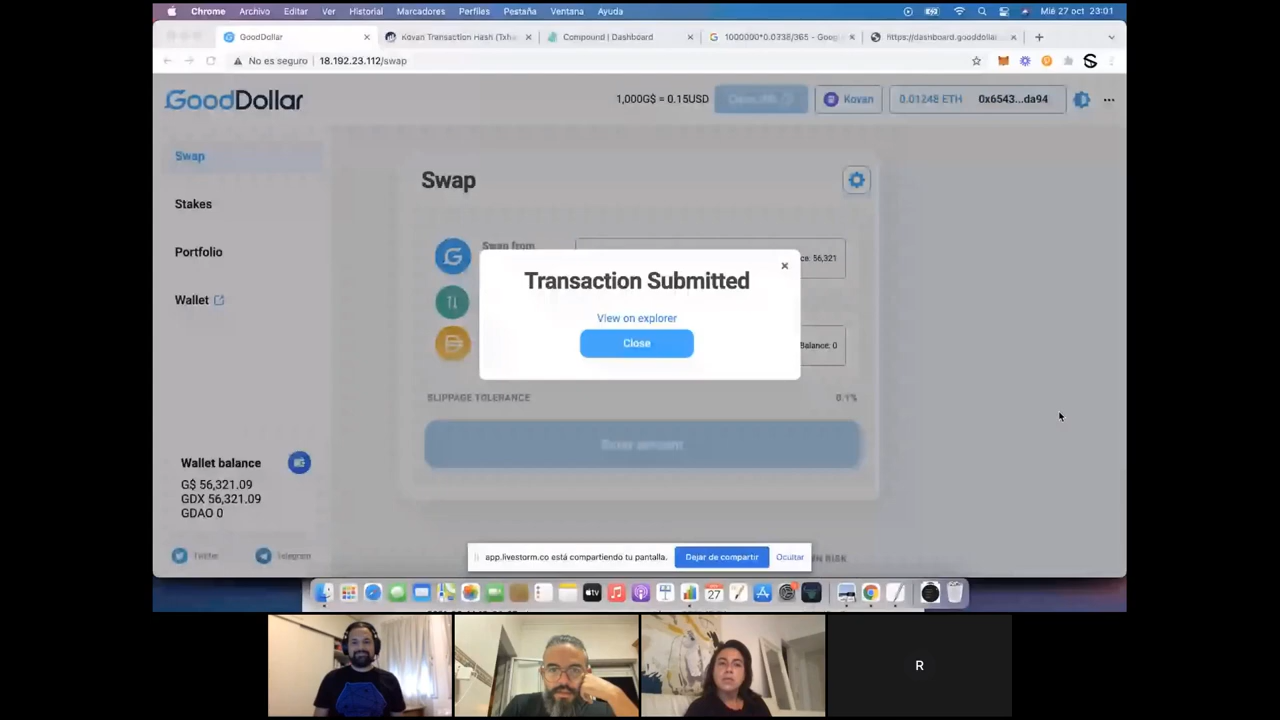 Chrome Archivo Editar Ver Historial Marcadores Perfiles Pestaña Ventana Ayuda Mié 27 oct 23:01
GoodDollar Kovan Transaction Hash (Txha Compound | Dashboard 1000000*0.0338/365 - Goog https://dashboard.gooddollar
No es seguro 18.192.23.112/swap
GoodDollar 1,000G$ = 0.15USD Kovan 0.01248 ETH 0x6543...da94
Swap
Stakes
Portfolio
Wallet
Swap
Swap from
ce: 56,321
Transaction Submitted
View on explorer
Close
Balance: 0
SLIPPAGE TOLERANCE 0.1%
Enter amount
Wallet balance
G$ 56,321.09
GDX 56,321.09
GDAO 0
Twitter Telegram
app.livestorm.co está compartiendo tu pantalla. Dejar de compartir Ocultar
WN RISK
27
R